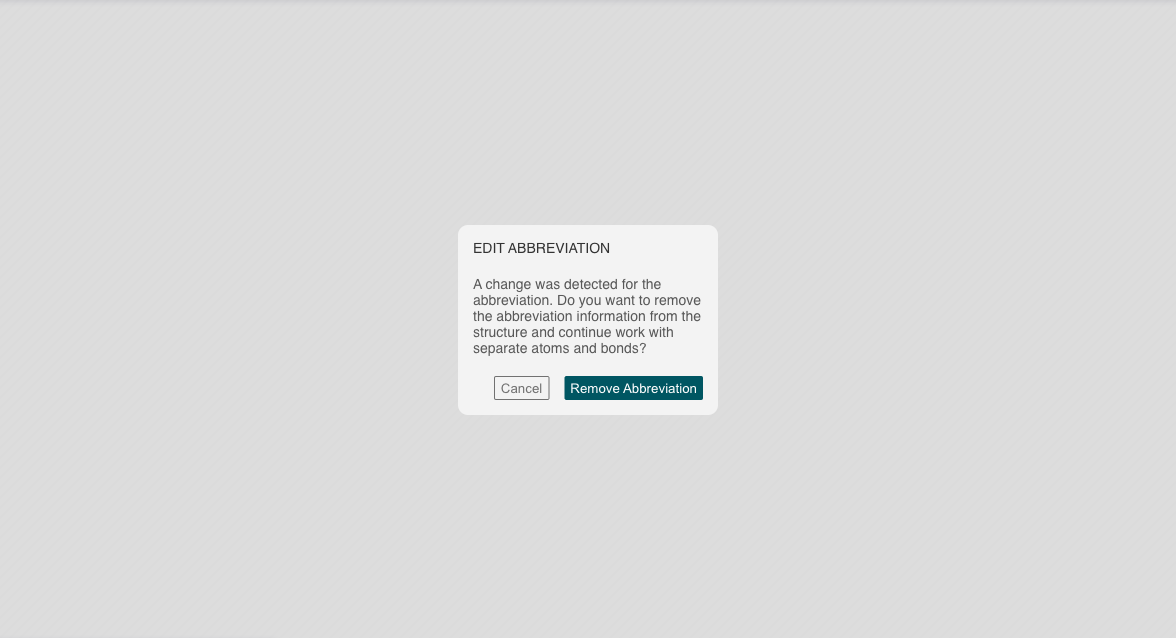 EDIT ABBREVIATION
A change was detected for the
abbreviation. Do you want to remove
the abbreviation information from the
structure and continue work with
separate atoms and bonds?
Cancel Remove Abbreviation